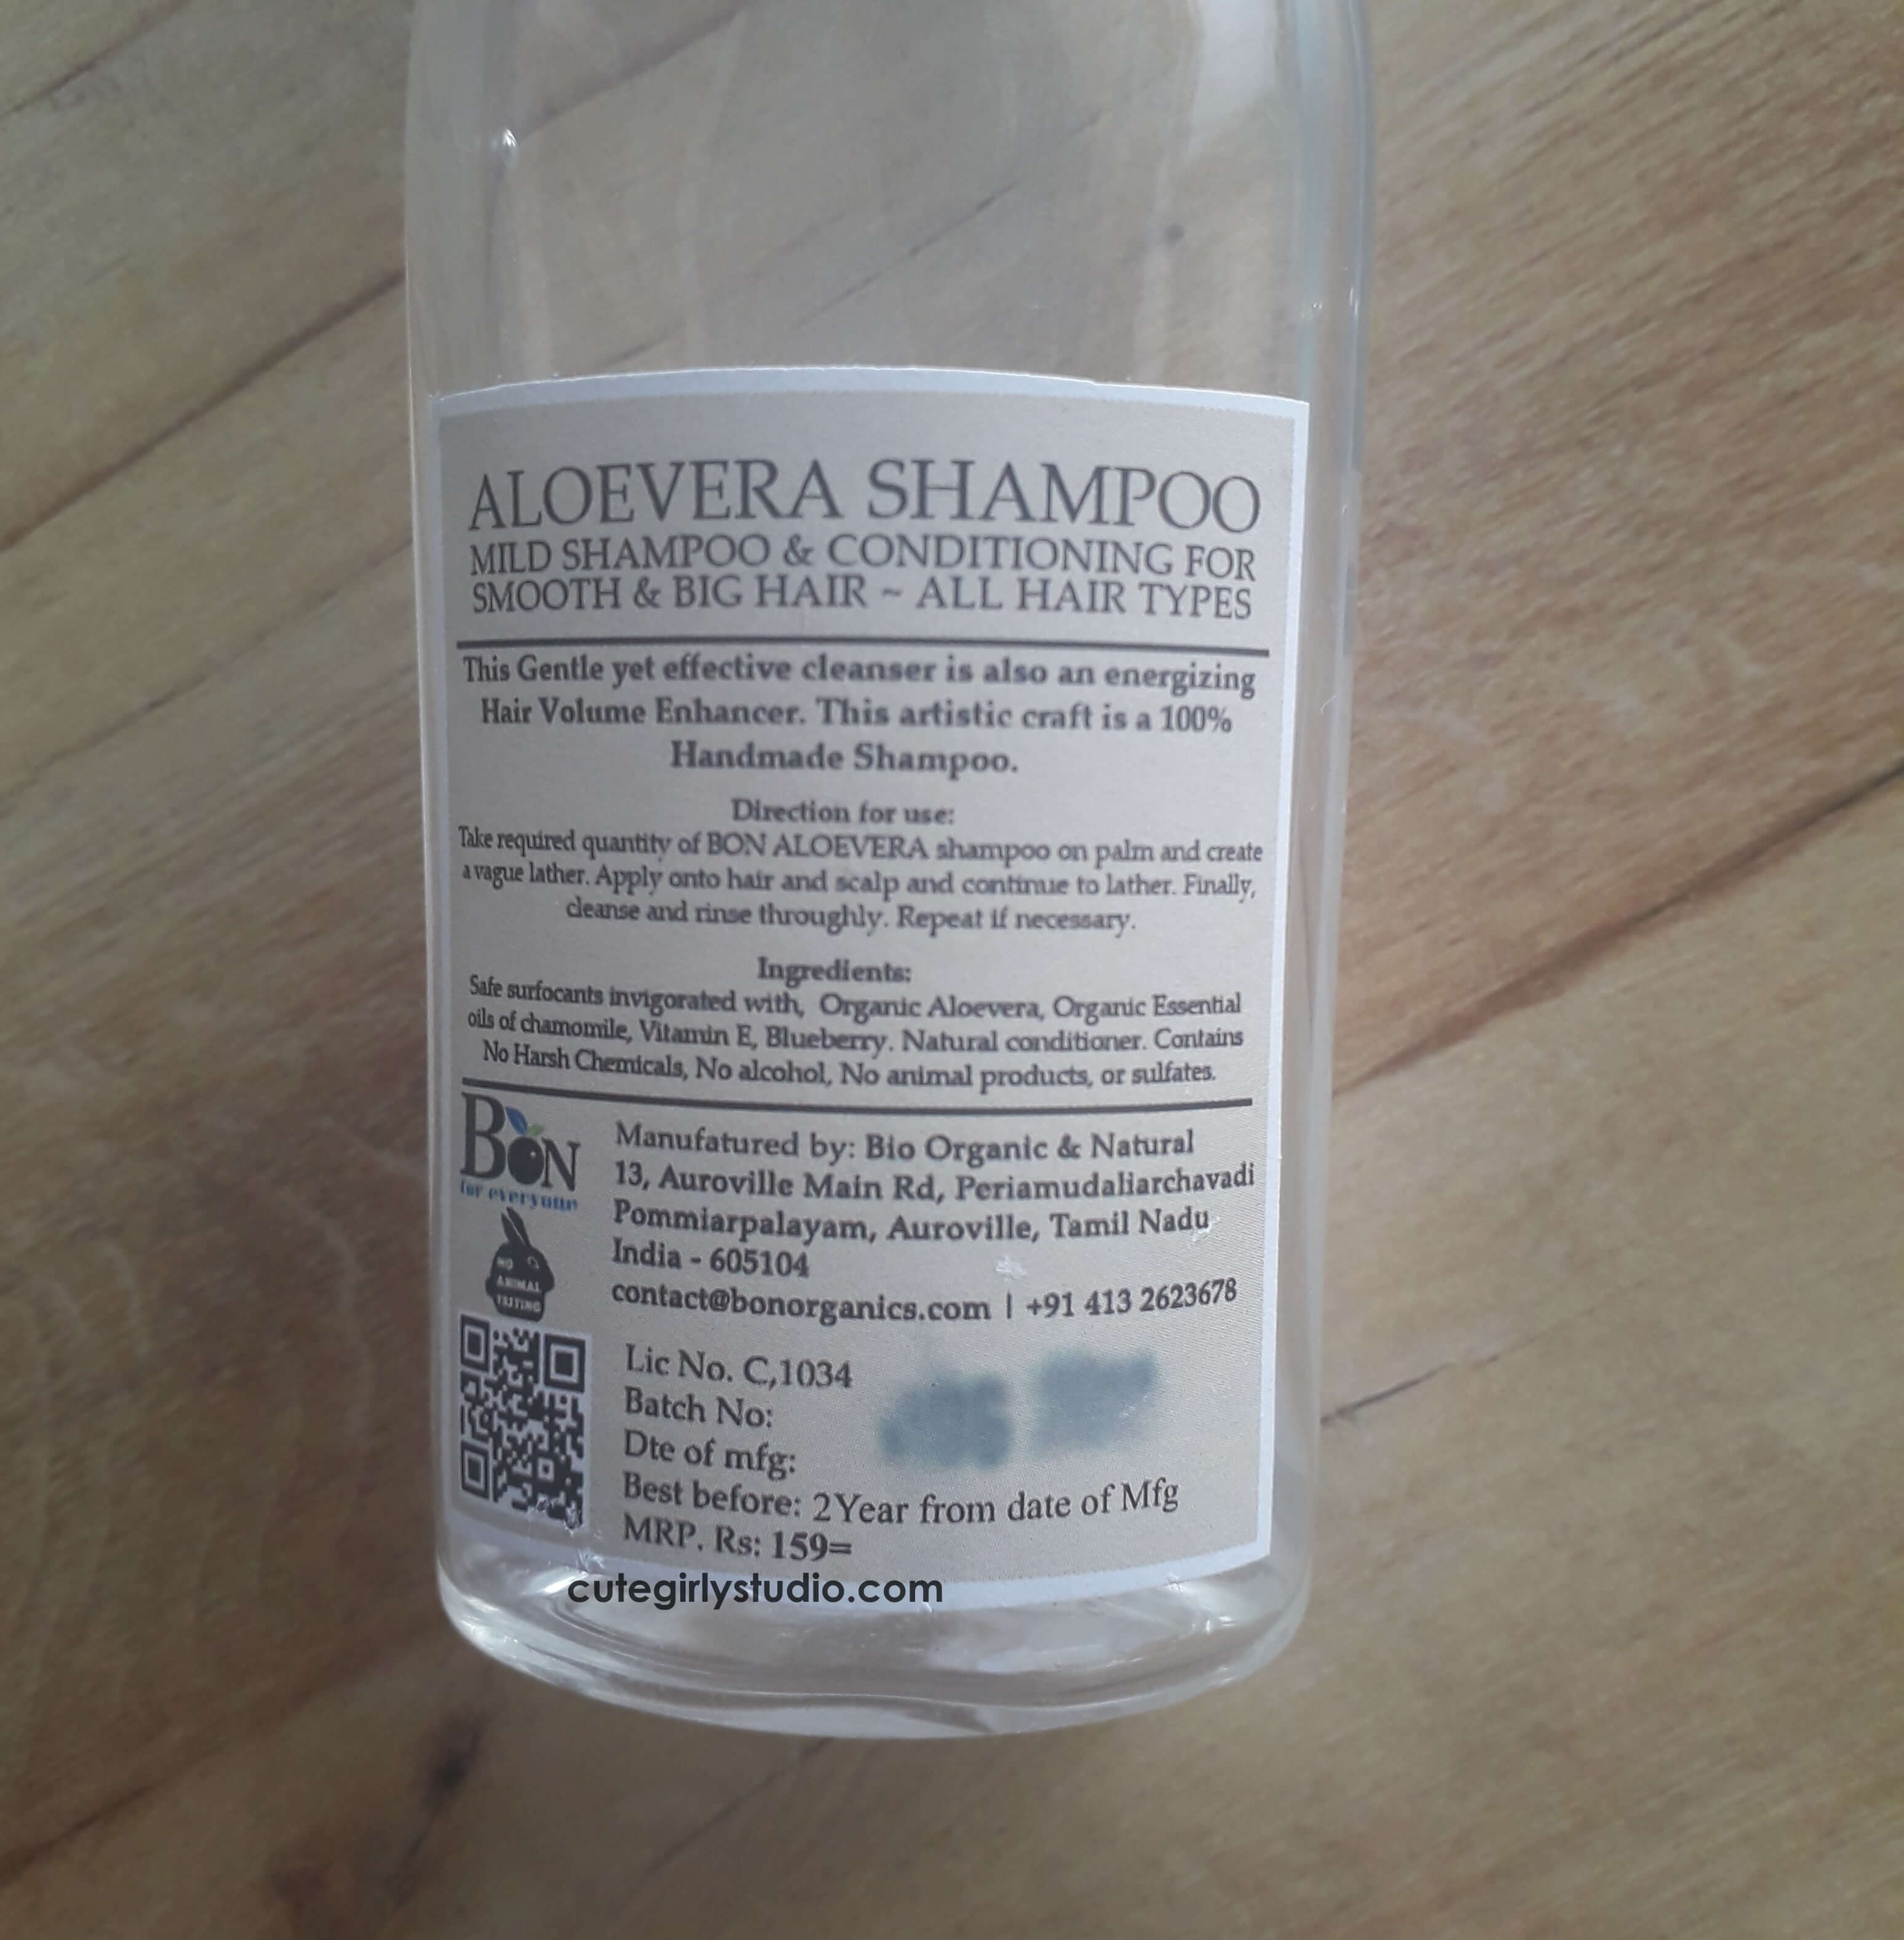 ALOEVERA SHAMPOO
MILD SHAMPOO & CONDITIONING FOR
SMOOTH & BIG HAIR ~ ALL HAIR TYPES
This Gentle yet effective cleanser is also an energizing
Hair Volume Enhancer. This artistic craft is a 100%
Handmade Shampoo.
Direction for use:
Take required quantity of BON ALOEVERA shampoo on palm and create
a vague lather. Apply onto hair and scalp and continue to lather. Finally,
cleanse and rinse throughly. Repeat if necessary.
Ingredients:
Safe surfocants invigorated with, Organic Aloevera, Organic Essential
oils of chamomile, Vitamin E, Blueberry. Natural conditioner. Contains
No Harsh Chemicals, No alcohol, No animal products, or sulfates.
BON
for everyone
NO
ANIMAL
TESTING
Manufatured by: Bio Organic & Natural
13, Auroville Main Rd, Periamudaliarchavadi
Pommiarpalayam, Auroville, Tamil Nadu
India - 605104
contact@bonorganics.com | +91 413 2623678
Lic No. C,1034
Batch No:
Dte of mfg:
Best before: 2Year from date of Mfg
MRP. Rs: 159=
cutegirlystudio.com